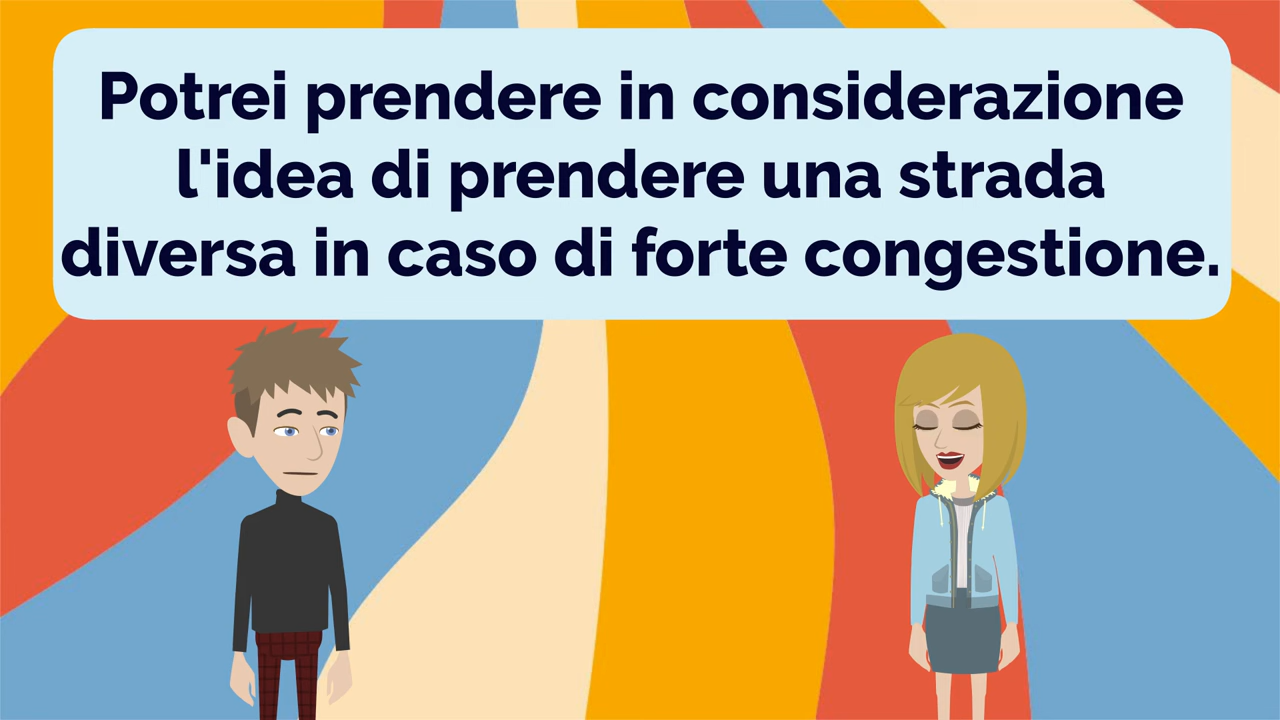 Potrei prendere in considerazione
l'idea di prendere una strada
diversa in caso di forte congestione.